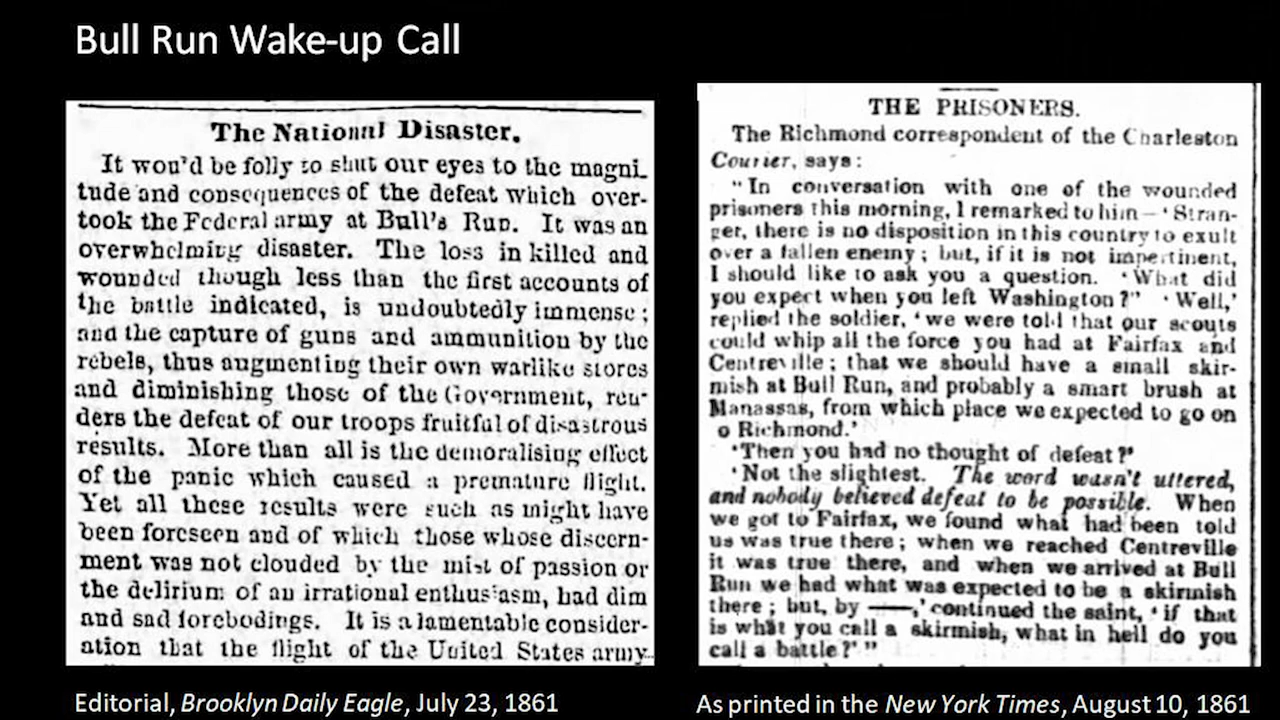 Bull Run Wake-up Call
The National Disaster.
It wou'd be folly to shut our eyes to the magni-
tude and consequences of the defeat which over-
took the Federal army at Bull's Run. It was an
overwhelming disaster. The loss in killed and
wounded though less than the first accounts of
the battle indicated, is undoubtedly immense;
and the capture of guns and ammunition by the
rebels, thus augmenting their own warlike stores
and diminishing those of the Government, ren-
ders the defeat of our troops fruitful of disastrous
results. More than all is the demoralising effect
of the panic which caused a premature flight.
Yet all these results were such as might have
been foreseen and of which those whose discern-
ment was not clouded by the mist of passion or
the delirium of an irrational enthusiasm, had dim
and sad forebodings. It is a lamentable consider-
ation that the flight of the United States army
Editorial, Brooklyn Daily Eagle, July 23, 1861
THE PRISONERS.
The Richmond correspondent of the Charleston
Courier, says:
"In conversation with one of the wounded
prisoners this morning, I remarked to him—'Stran-
ger, there is no disposition in this country to exult
over a fallen enemy; but, if it is not impertinent,
I should like to ask you a question. 'What did
you expect when you left Washington?" 'Well,'
replied the soldier, 'we were told that our scouts
could whip all the force you had at Fairfax and
Centreville; that we should have a small skir-
mish at Bull Run, and probably a smart brush at
Manassas, from which place we expected to go on
o Richmond.'
'Then you had no thought of defeat?'
'Not the slightest. The word wasn't uttered,
and nobody believed defeat to be possible. When
we got to Fairfax, we found what had been told
us was true there; when we reached Centreville
it was true there, and when we arrived at Bull
Run we had what was expected to be a skirmish
there; but, by ——,' continued the saint, 'if that
is what you call a skirmish, what in hell do you
call a battle?'"
As printed in the New York Times, August 10, 1861